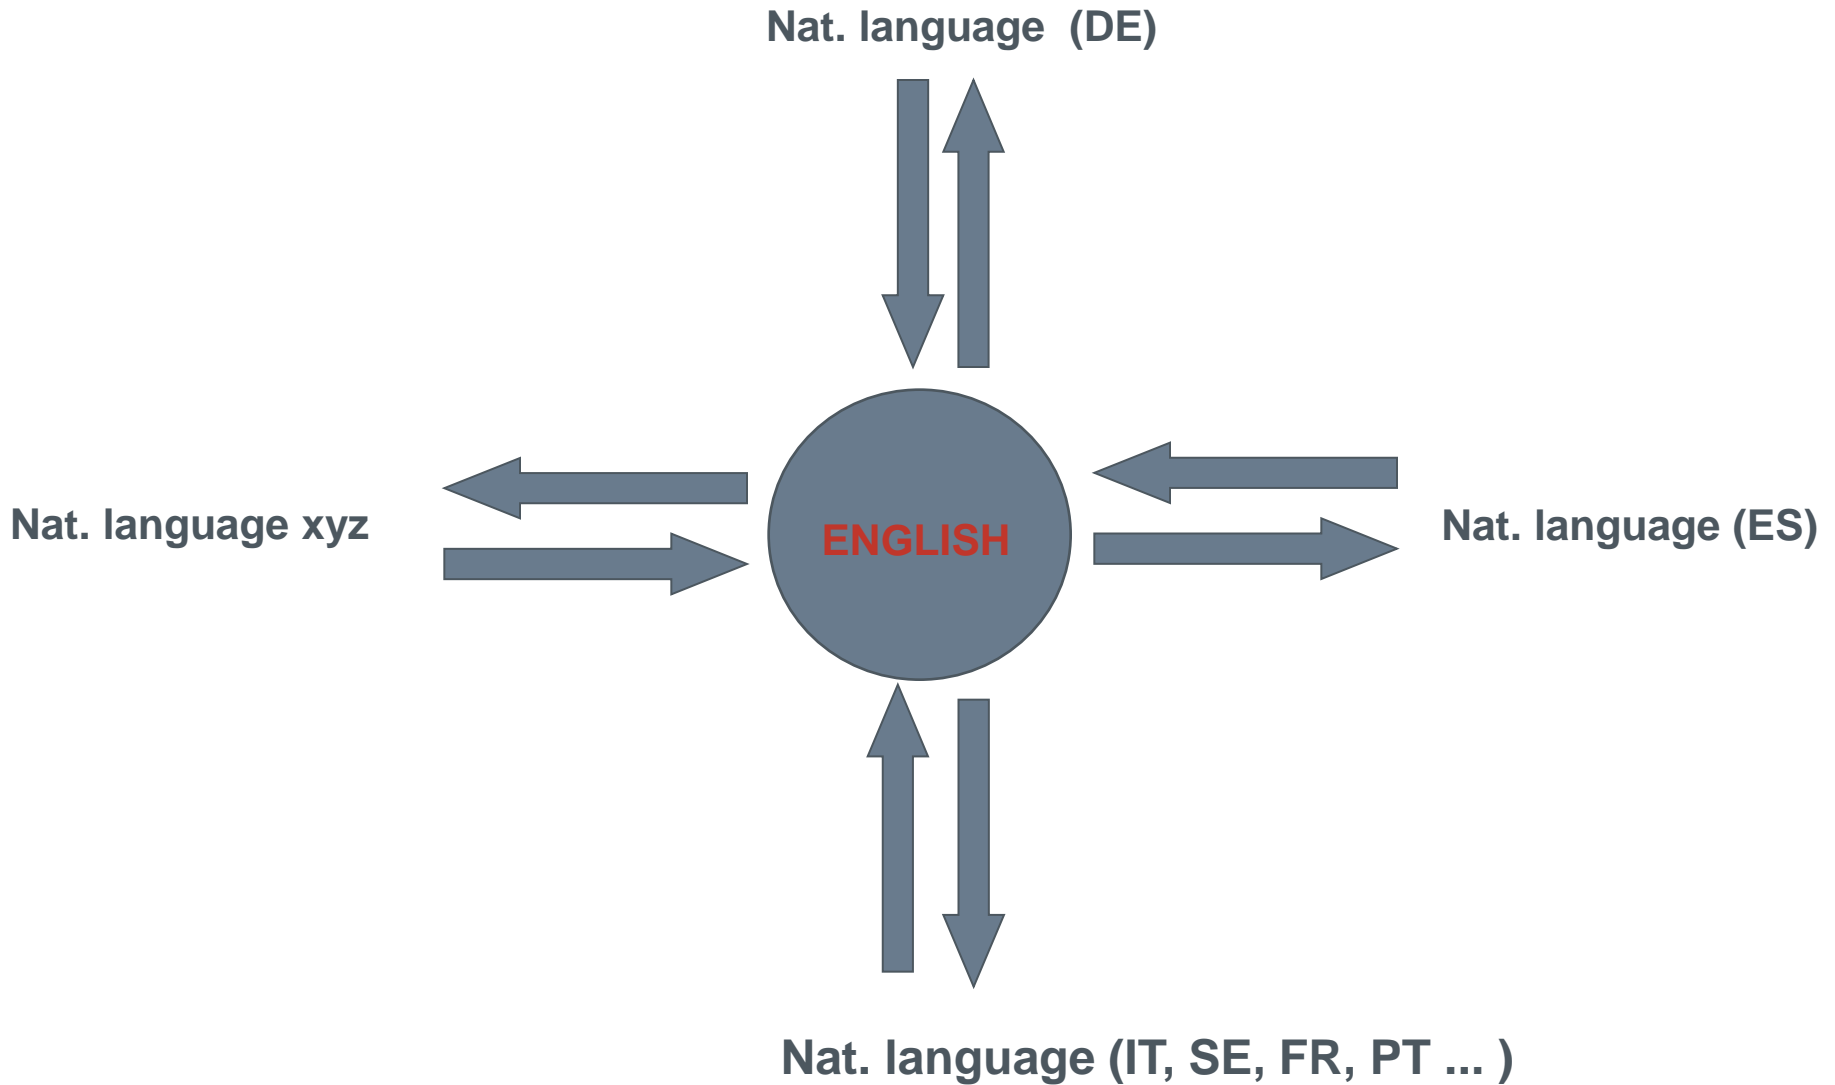 Nat. language  (DE)
Nat. language xyz
ENGLISH
Nat. language (ES)
Nat. language (IT, SE, FR, PT ... )